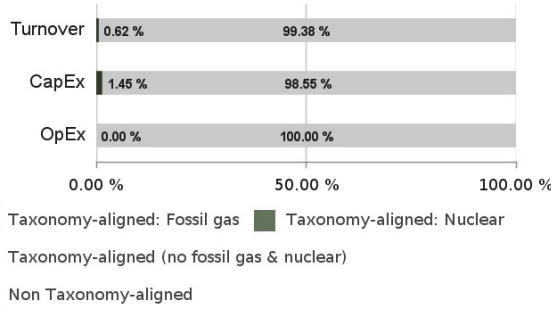 Turnover 0.62 % 99.38 %
CapEx 1.45 % 98.55 %
OpEx 0.00 % 100.00 %
0.00 % 50.00 % 100.00 %
Taxonomy-aligned: Fossil gas Taxonomy-aligned: Nuclear
Taxonomy-aligned (no fossil gas & nuclear)
Non Taxonomy-aligned